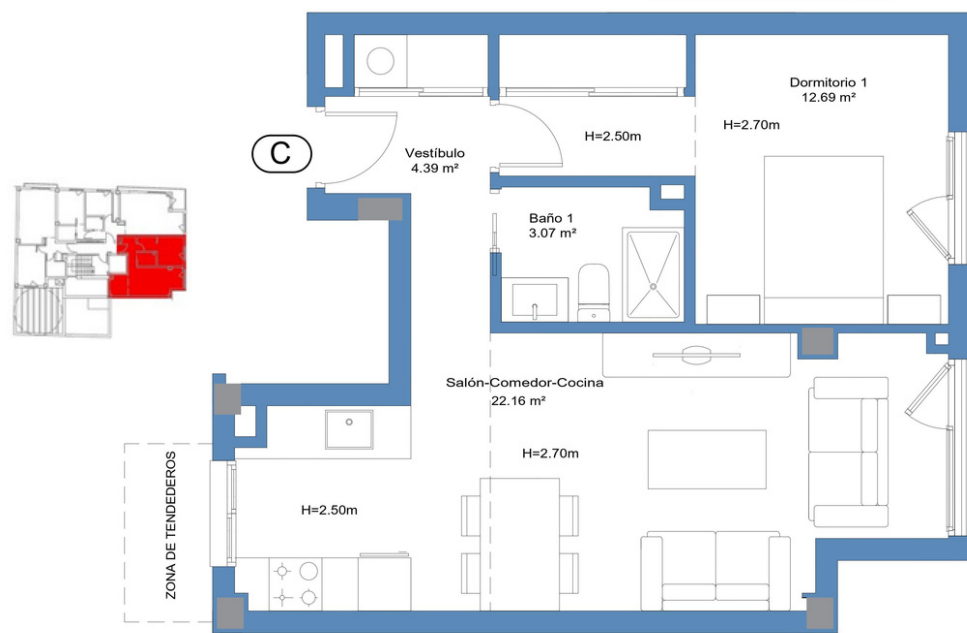 Dormitorio 1
12.69 m²
H=2.70m
H=2.50m
C
Vestíbulo
4.39 m²
Baño 1
3.07 m²
Salón-Comedor-Cocina
22.16 m²
H=2.70m
H=2.50m
ZONA DE TENDEDEROS